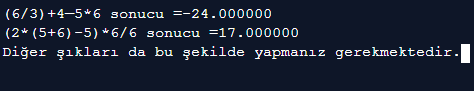 (6/3)+4–5*6 sonucu =-24.000000
(2*(5+6)-5)*6/6 sonucu =17.000000
Diğer şıkları da bu şekilde yapmanız gerekmektedir.